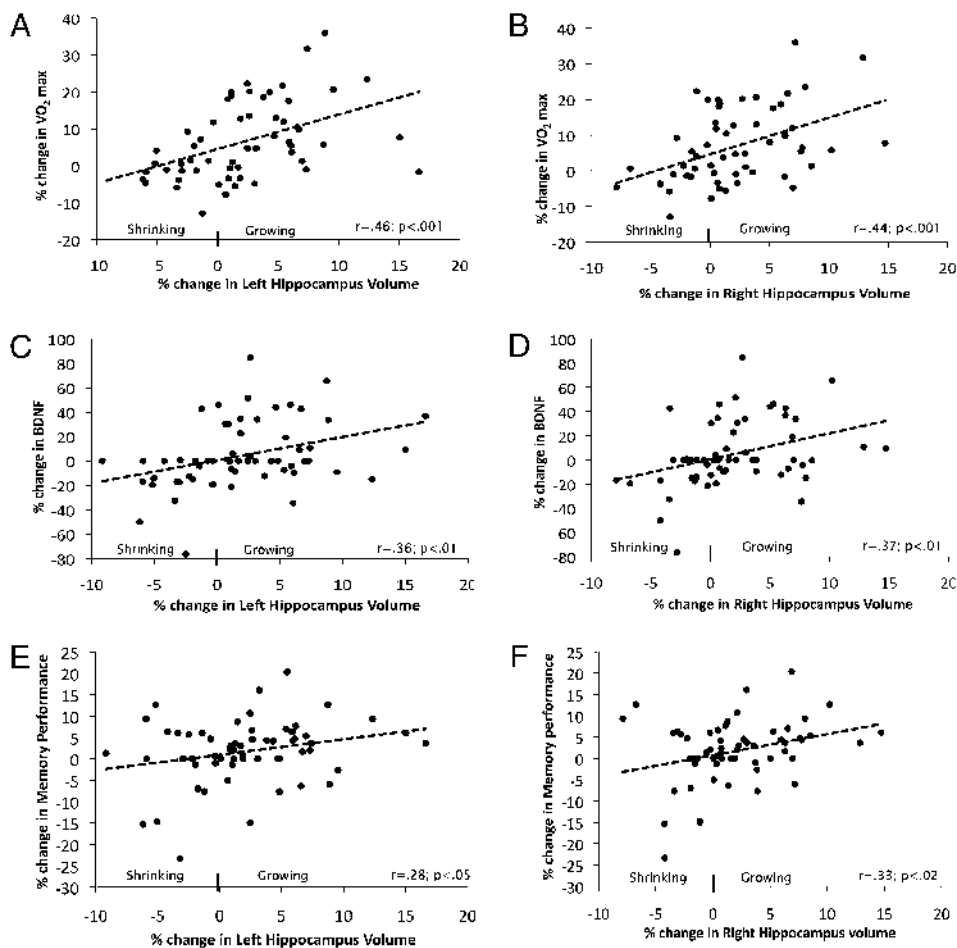 A
% change in VO2 max
40
30
20
10
0
-10
-20
Shrinking
Growing
r=.46; p<.001
10 -5 0 5 10 15 20
% change in Left Hippocampus Volume
B
% change in VO2 max
40
30
20
10
0
-10
-20
Shrinking
Growing
r=.44; p<.001
-10 -5 0 5 10 15 20
% change in Right Hippocampus Volume
C
% change in BDNF
100
80
60
40
20
0
-20
-40
-60
-80
Shrinking
Growing
r=.36; p<.01
-10 -5 0 5 10 15 20
% change in Left Hippocampus Volume
D
% change in BDNF
100
80
60
40
20
0
-20
-40
-60
-80
Shrinking
Growing
r=.37; p<.01
-10 -5 0 5 10 15 20
% change in Right Hippocampus Volume
E
% change in Memory Performance
25
20
15
10
5
0
-5
-10
-15
-20
-25
-30
Shrinking
Growing
r=.28; p<.05
-10 -5 0 5 10 15 20
% change in Left Hippocampus Volume
F
% change in Memory performance
25
20
15
10
5
0
-5
-10
-15
-20
-25
-30
Shrinking
Growing
r=.33; p<.02
-10 -5 0 5 10 15 20
% change in Right Hippocampus Volume